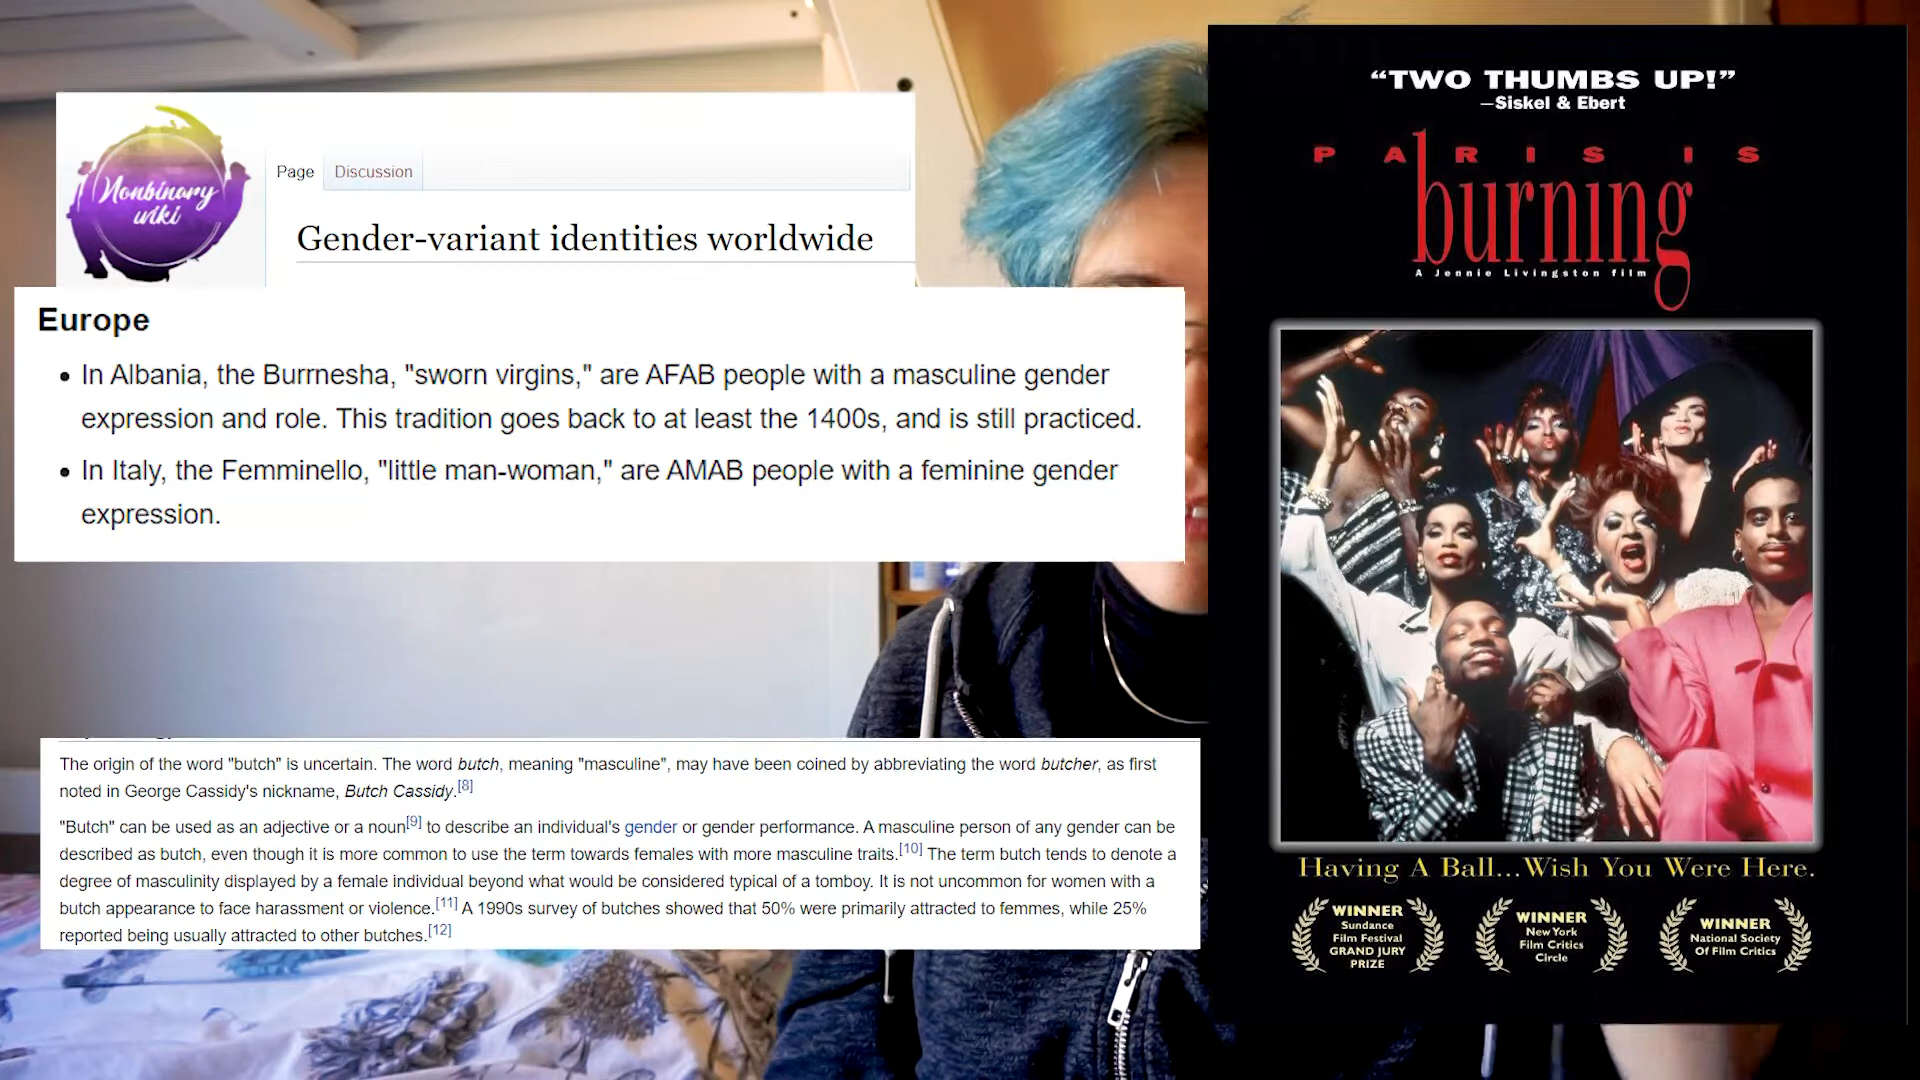 Nonbinary
wiki
Page
Discussion
Gender-variant identities worldwide
Europe
• In Albania, the Burrnesha, "sworn virgins," are AFAB people with a masculine gender
expression and role. This tradition goes back to at least the 1400s, and is still practiced.
• In Italy, the Femminello, "little man-woman," are AMAB people with a feminine gender
expression.
The origin of the word "butch" is uncertain. The word butch, meaning "masculine", may have been coined by abbreviating the word butcher, as first
noted in George Cassidy's nickname, Butch Cassidy.[8]
"Butch" can be used as an adjective or a noun[9] to describe an individual's gender or gender performance. A masculine person of any gender can be
described as butch, even though it is more common to use the term towards females with more masculine traits.[10] The term butch tends to denote a
degree of masculinity displayed by a female individual beyond what would be considered typical of a tomboy. It is not uncommon for women with a
butch appearance to face harassment or violence.[11] A 1990s survey of butches showed that 50% were primarily attracted to femmes, while 25%
reported being usually attracted to other butches.[12]
“TWO THUMBS UP!”
—Siskel & Ebert
PARIS IS
burning
A Jennie Livingston film
Having A Ball...Wish You Were Here.
WINNER
Sundance
Film Festival
GRAND JURY
PRIZE
WINNER
New York
Film Critics
Circle
WINNER
National Society
Of Film Critics